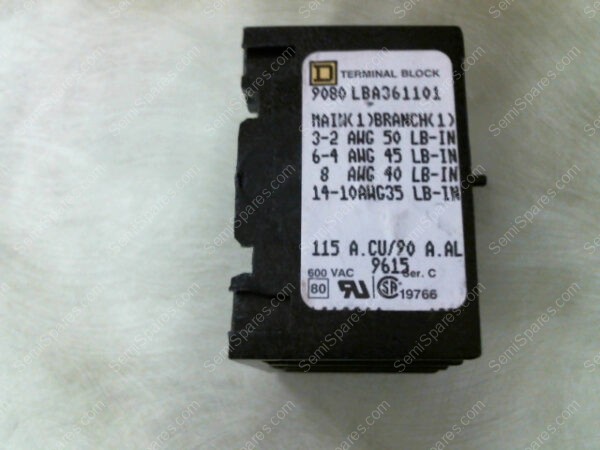 D TERMINAL BLOCK
9080 LBA361101
MAIN(1)BRANCH(1)
3-2 AWG 50 LB-IN
6-4 AWG 45 LB-IN
8 AWG 40 LB-IN
14-10AWG35 LB-IN
115 A.CU/90 A.AL
9615
600 VAC Ser. C
80 UR SA 19766
SemiSpares.com